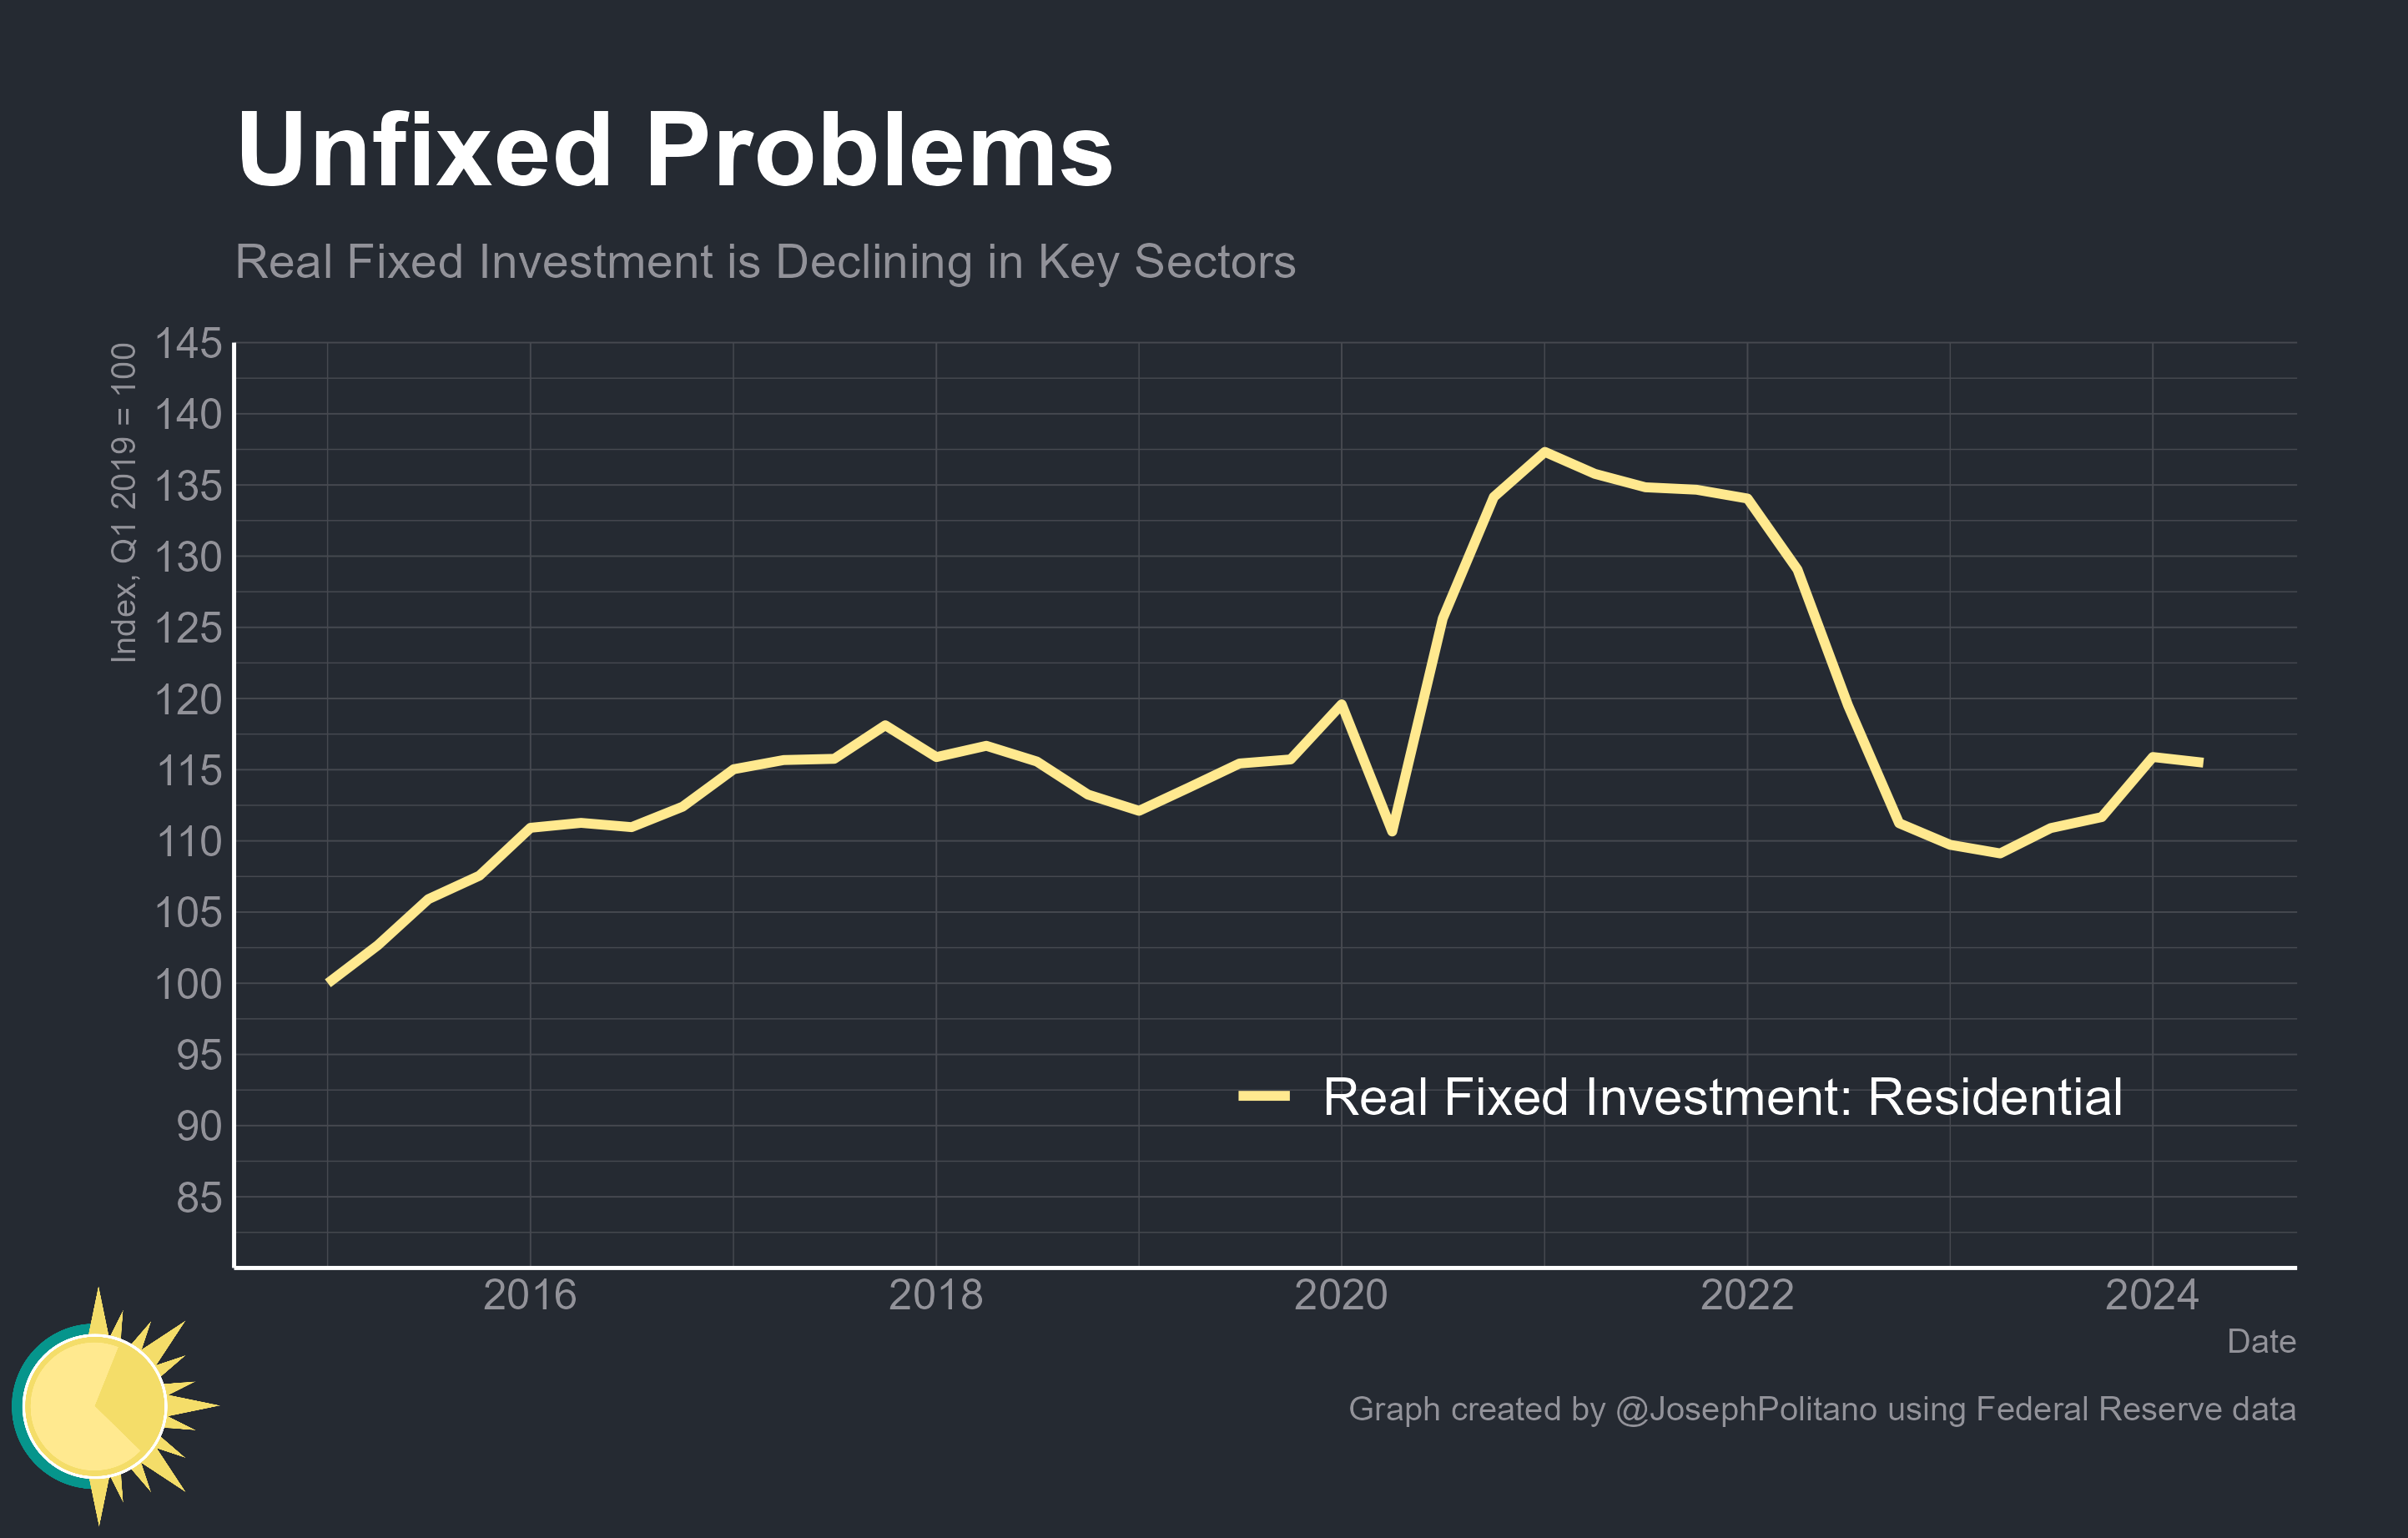 Unfixed Problems
Real Fixed Investment is Declining in Key Sectors
Index, Q1 2019 = 100
145
140
135
130
125
120
115
110
105
100
95
90
85
Real Fixed Investment: Residential
2016 2018 2020 2022 2024
Date
Graph created by @JosephPolitano using Federal Reserve data